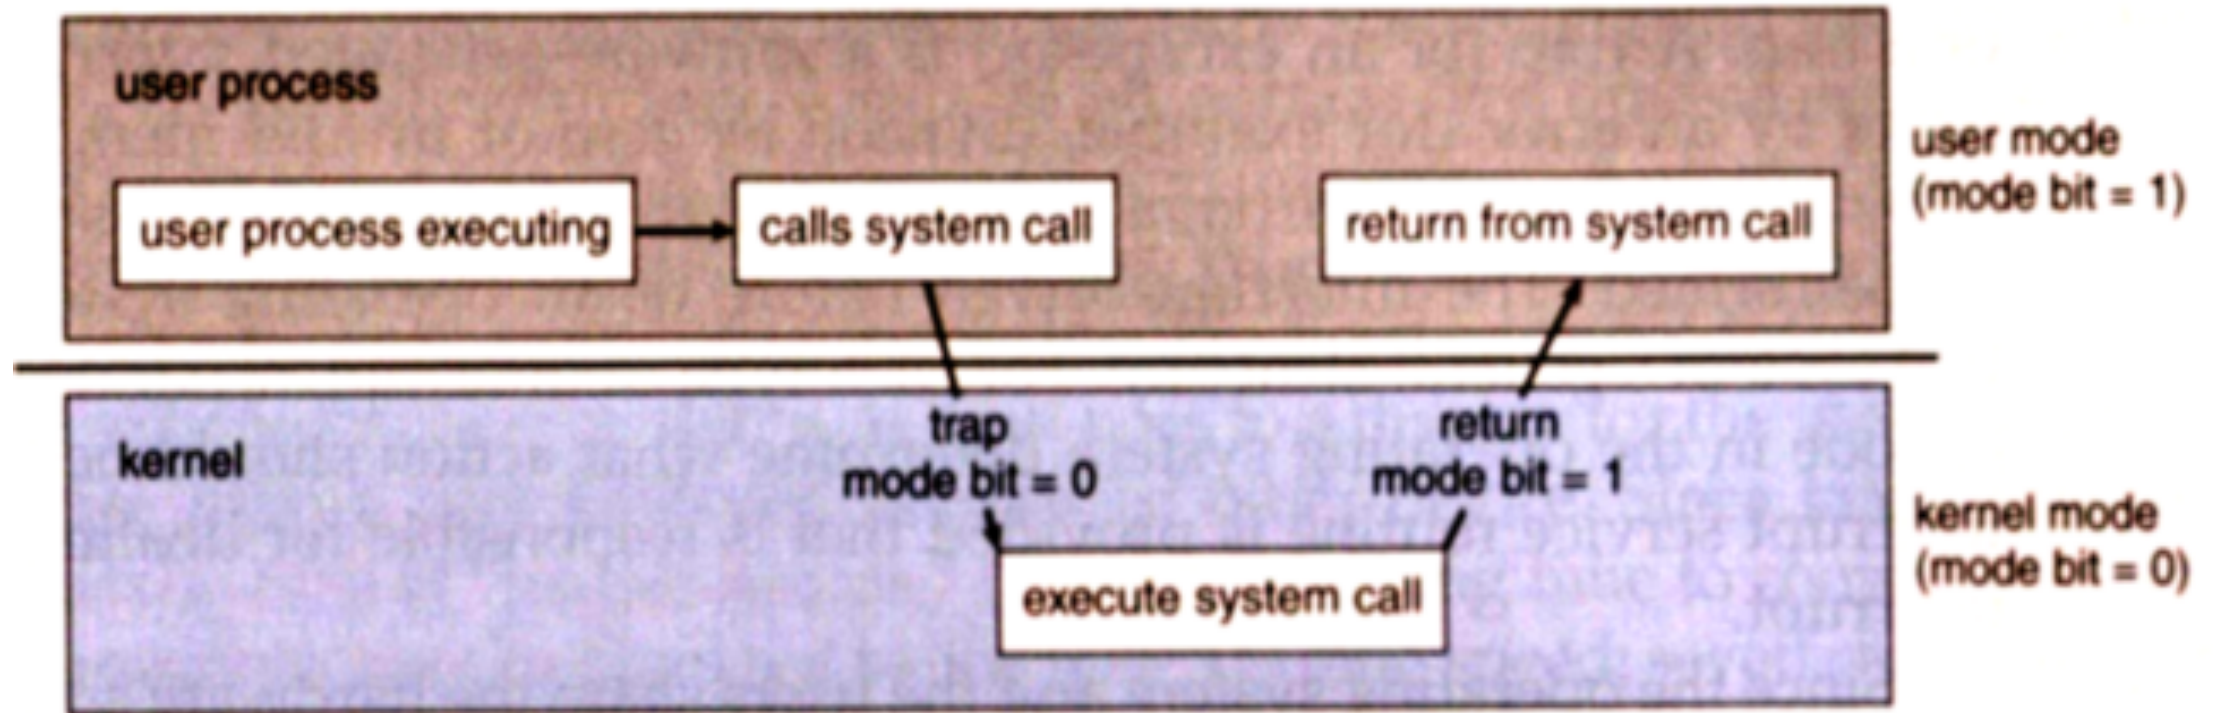 user process
user process executing
calls system call
return from system call
user mode
(mode bit = 1)
kernel
trap
mode bit = 0
return
mode bit = 1
execute system call
kernel mode
(mode bit = 0)